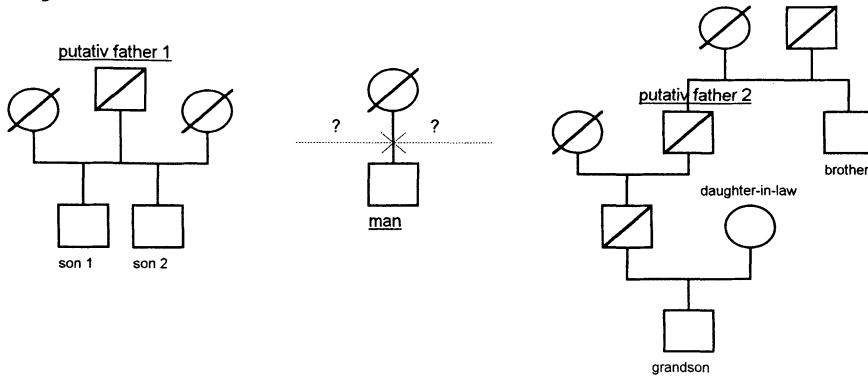 putativ father 1
son 1
son 2
?
?
man
putativ father 2
brother
daughter-in-law
grandson